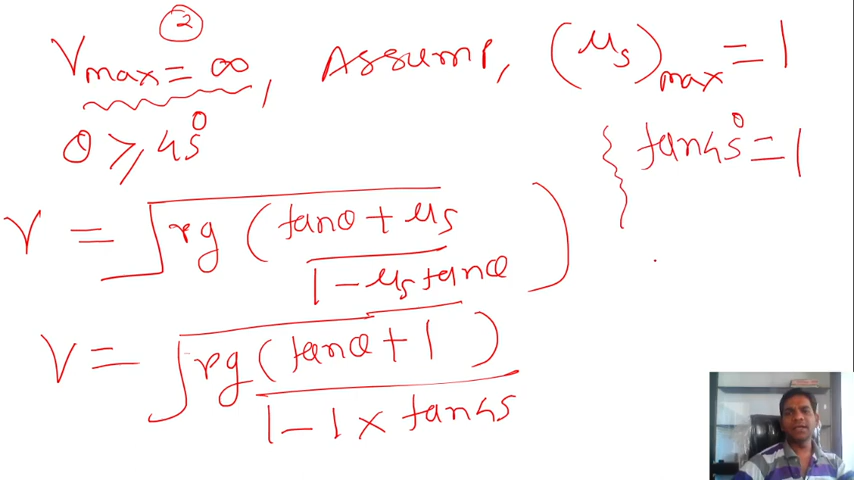 2
Vmax = ∞, Assume, (μs)max = 1
θ ≥ 45° { tan45° = 1
V = √rg (tanθ + μs / 1 - μs tanθ)
V = √rg (tanθ + 1) / 1 - 1 × tan45